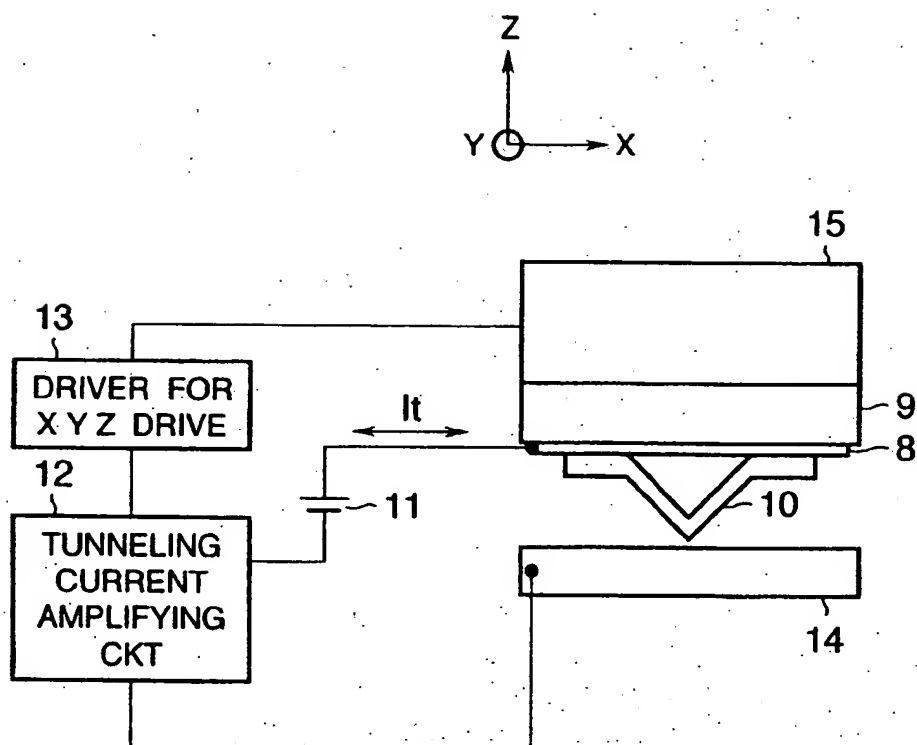 Z
Y X
15
13
DRIVER FOR
X Y Z DRIVE
It
9
8
12
11
10
TUNNELING
CURRENT
AMPLIFYING
CKT
14